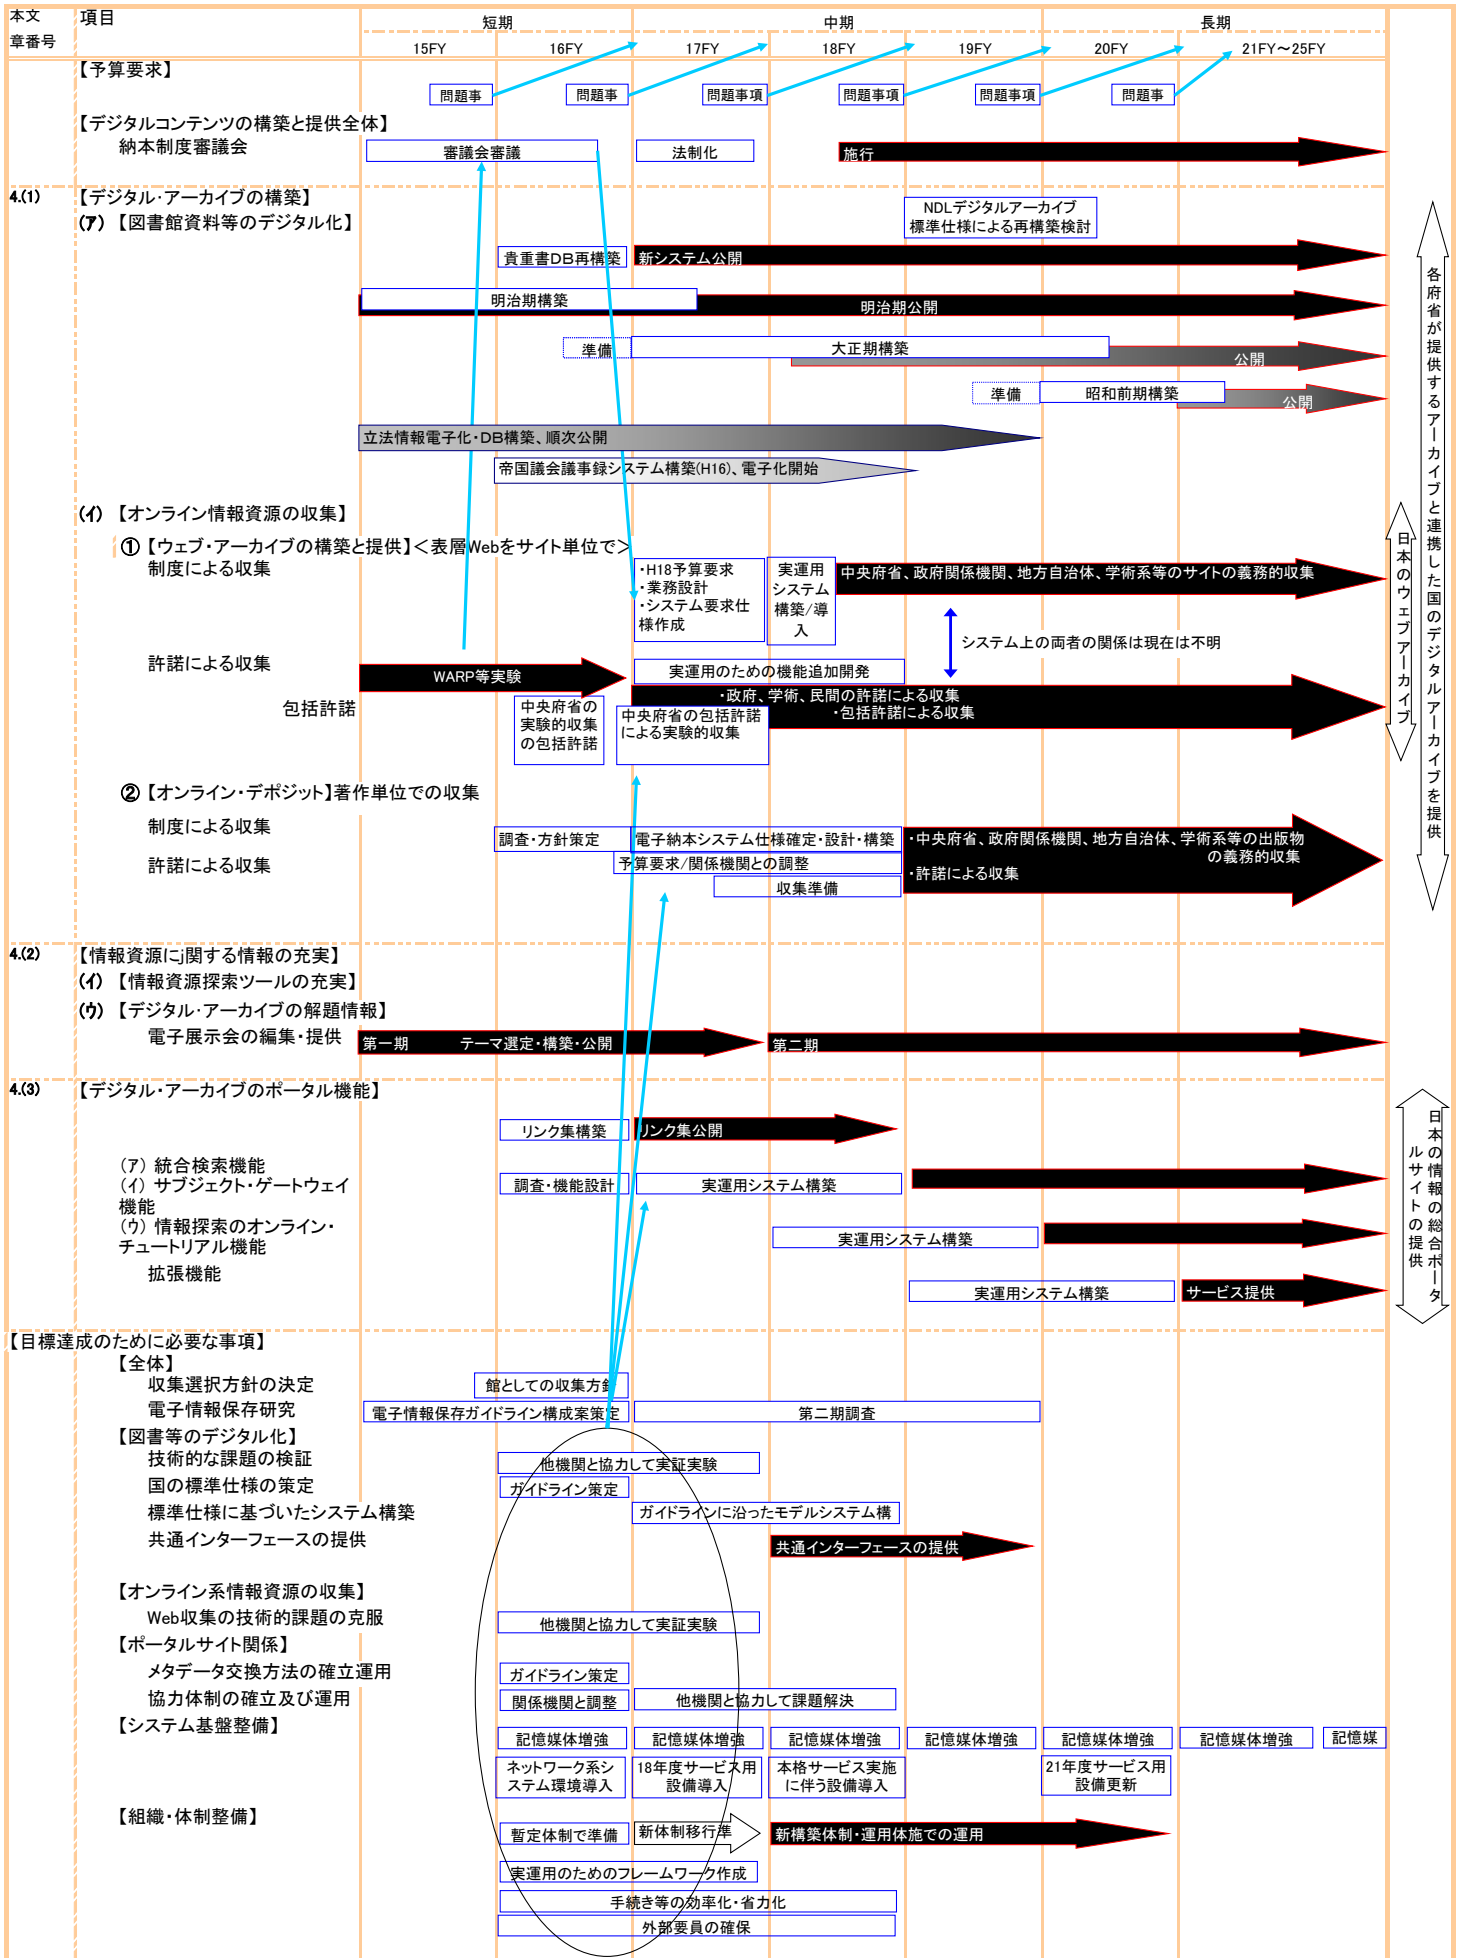 本文
章番号
項目
短期
中期
長期
15FY
16FY
17FY
18FY
19FY
20FY
21FY～25FY
【予算要求】
問題事
問題事
問題事項
問題事項
問題事項
問題事
【デジタルコンテンツの構築と提供全体】
納本制度審議会
審議会審議
法制化
施行
4.(1)
【デジタル・アーカイブの構築】
(ア) 【図書館資料等のデジタル化】
NDLデジタルアーカイブ
標準仕様による再構築検討
貴重書DB再構築
新システム公開
明治期構築
明治期公開
準備
大正期構築
公開
準備
昭和前期構築
公開
立法情報電子化・DB構築、順次公開
帝国議会議事録システム構築(H16)、電子化開始
(イ) 【オンライン情報資源の収集】
① 【ウェブ・アーカイブの構築と提供】＜表層Webをサイト単位で＞
制度による収集
・H18予算要求
・業務設計
・システム要求仕
様作成
実運用
システム
構築/導
入
中央府省、政府関係機関、地方自治体、学術系等のサイトの義務的収集
システム上の両者の関係は現在は不明
許諾による収集
WARP等実験
実運用のための機能追加開発
・政府、学術、民間の許諾による収集
・包括許諾による収集
包括許諾
中央府省の
実験的収集
の包括許諾
中央府省の包括許諾
による実験的収集
② 【オンライン・デポジット】著作単位での収集
制度による収集
調査・方針策定
電子納本システム仕様確定・設計・構築
・中央府省、政府関係機関、地方自治体、学術系等の出版物
の義務的収集
・許諾による収集
許諾による収集
予算要求/関係機関との調整
収集準備
各府省が提供するアーカイブと連携した国のデジタルアーカイブを提供
日本のウェブアーカイブ
4.(2)
【情報資源にj関する情報の充実】
(イ) 【情報資源探索ツールの充実】
(ウ) 【デジタル・アーカイブの解題情報】
電子展示会の編集・提供
第一期
テーマ選定・構築・公開
第二期
4.(3)
【デジタル・アーカイブのポータル機能】
リンク集構築
リンク集公開
(ア) 統合検索機能
(イ) サブジェクト・ゲートウェイ
機能
調査・機能設計
実運用システム構築
(ウ) 情報探索のオンライン・
チュートリアル機能
実運用システム構築
拡張機能
実運用システム構築
サービス提供
日本の情報の総合ポータ
ルサイトの提供
【目標達成のために必要な事項】
【全体】
収集選択方針の決定
館としての収集方針
電子情報保存研究
電子情報保存ガイドライン構成案策定
第二期調査
【図書等のデジタル化】
技術的な課題の検証
他機関と協力して実証実験
国の標準仕様の策定
ガイドライン策定
標準仕様に基づいたシステム構築
ガイドラインに沿ったモデルシステム構
共通インターフェースの提供
共通インターフェースの提供
【オンライン系情報資源の収集】
Web収集の技術的課題の克服
他機関と協力して実証実験
【ポータルサイト関係】
メタデータ交換方法の確立運用
ガイドライン策定
協力体制の確立及び運用
関係機関と調整
他機関と協力して課題解決
【システム基盤整備】
記憶媒体増強
記憶媒体増強
記憶媒体増強
記憶媒体増強
記憶媒体増強
記憶媒体増強
記憶媒
ネットワーク系シ
ステム環境導入
18年度サービス用
設備導入
本格サービス実施
に伴う設備導入
21年度サービス用
設備更新
【組織・体制整備】
暫定体制で準備
新体制移行準
新構築体制・運用体施での運用
実運用のためのフレームワーク作成
手続き等の効率化・省力化
外部要員の確保